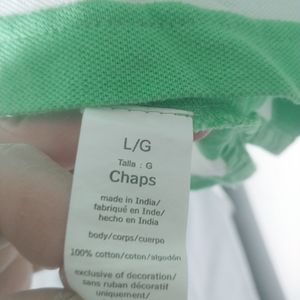 L/G
Talla : G
Chaps
made in India/
fabriqué en Inde/
hecho en India
body/corps/cuerpo
100% cotton/coton/algodón
exclusive of decoration/
sans ruban décoratif